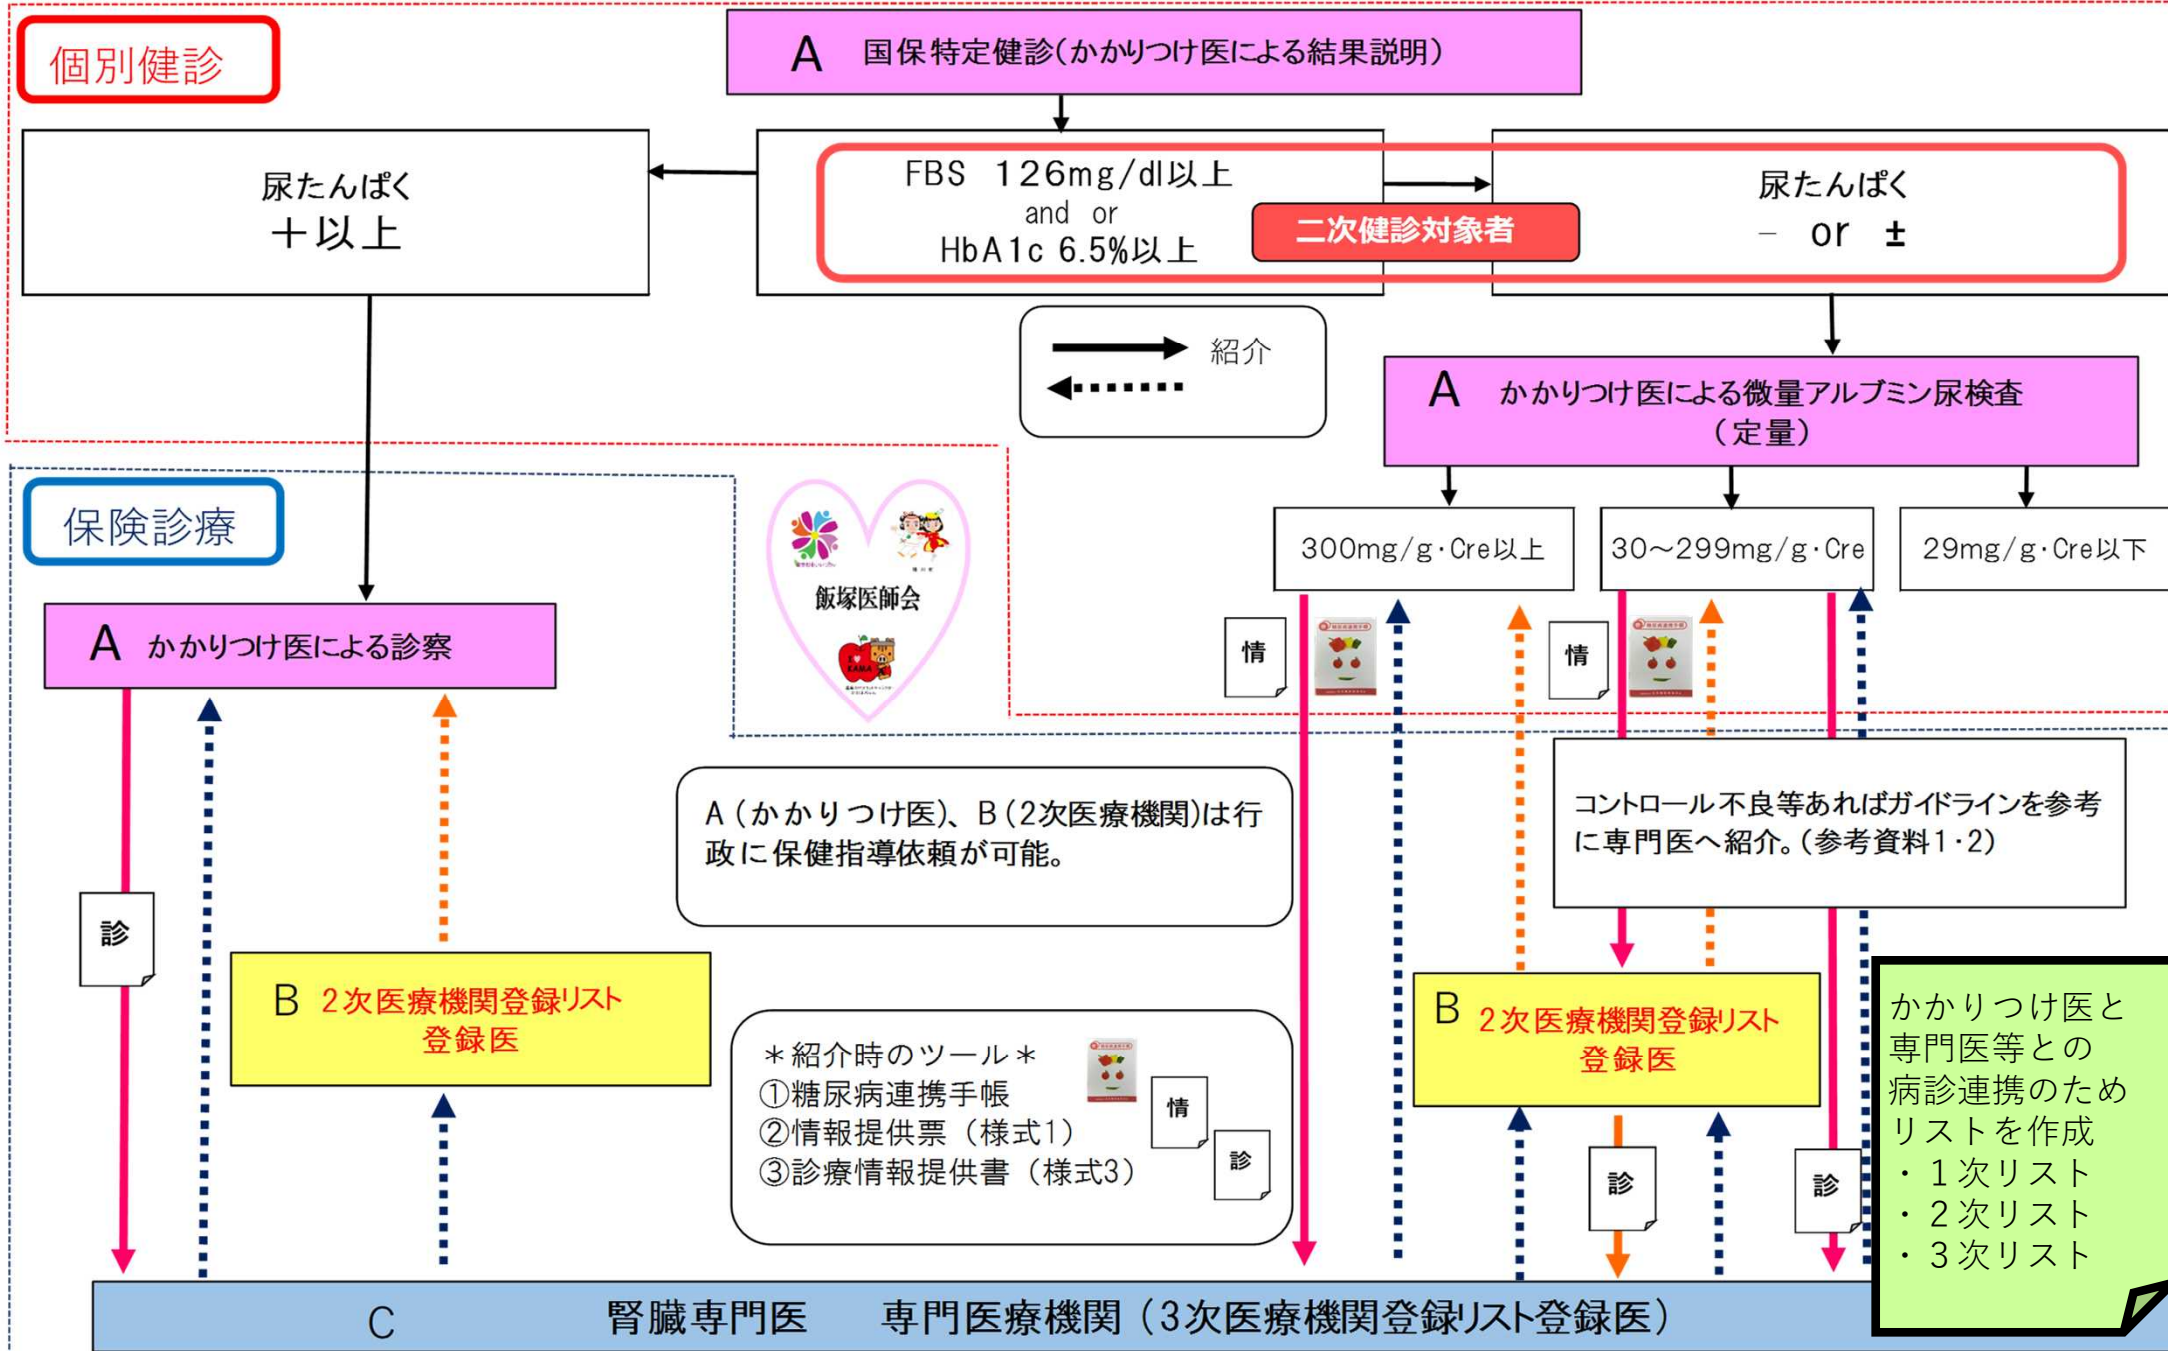 個別健診
A 国保特定健診(かかりつけ医による結果説明)
尿たんぱく
＋以上
FBS 126mg/dl以上
and or
HbA1c 6.5%以上
二次健診対象者
尿たんぱく
－ or ±
紹介
A かかりつけ医による微量アルブミン尿検査
(定量)
300mg/g・Cre以上
30～299mg/g・Cre
29mg/g・Cre以下
保険診療
飯塚医師会
A かかりつけ医による診察
情
情
A(かかりつけ医)、B(2次医療機関)は行
政に保健指導依頼が可能。
コントロール不良等あればガイドラインを参考
に専門医へ紹介。(参考資料1・2)
診
B 2次医療機関登録リスト
登録医
＊紹介時のツール＊
①糖尿病連携手帳
②情報提供票（様式1）
③診療情報提供書（様式3）
情
診
B 2次医療機関登録リスト
登録医
診
診
かかりつけ医と
専門医等との
病診連携のため
リストを作成
・1次リスト
・2次リスト
・3次リスト
C 腎臓専門医 専門医療機関（3次医療機関登録リスト登録医）